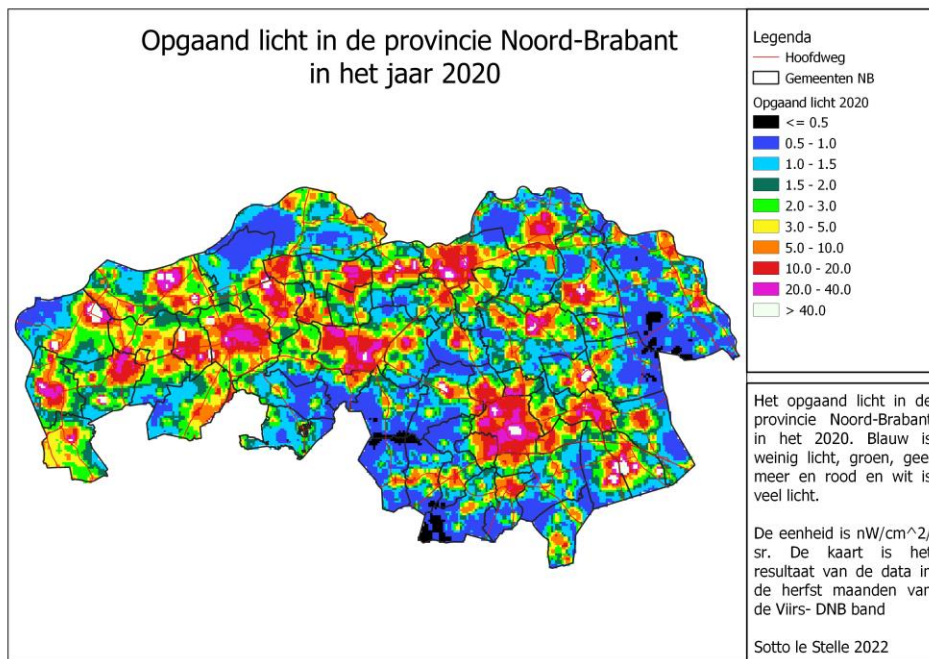 Opgaand licht in de provincie Noord-Brabant
in het jaar 2020
Legenda
Hoofdweg
Gemeenten NB
Opgaand licht 2020
<= 0.5
0.5 - 1.0
1.0 - 1.5
1.5 - 2.0
2.0 - 3.0
3.0 - 5.0
5.0 - 10.0
10.0 - 20.0
20.0 - 40.0
> 40.0
Het opgaand licht in de
provincie Noord-Brabant
in het 2020. Blauw is
weinig licht, groen, geel
meer en rood en wit is
veel licht.
De eenheid is nW/cm^2/
sr. De kaart is het
resultaat van de data in
de herfst maanden van
de Viirs- DNB band
Sotto le Stelle 2022